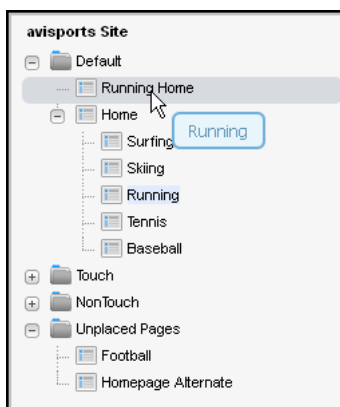 avisports Site
Default
Running Home
Home
Running
Surfing
Skiing
Running
Tennis
Baseball
Touch
NonTouch
Unplaced Pages
Football
Homepage Alternate